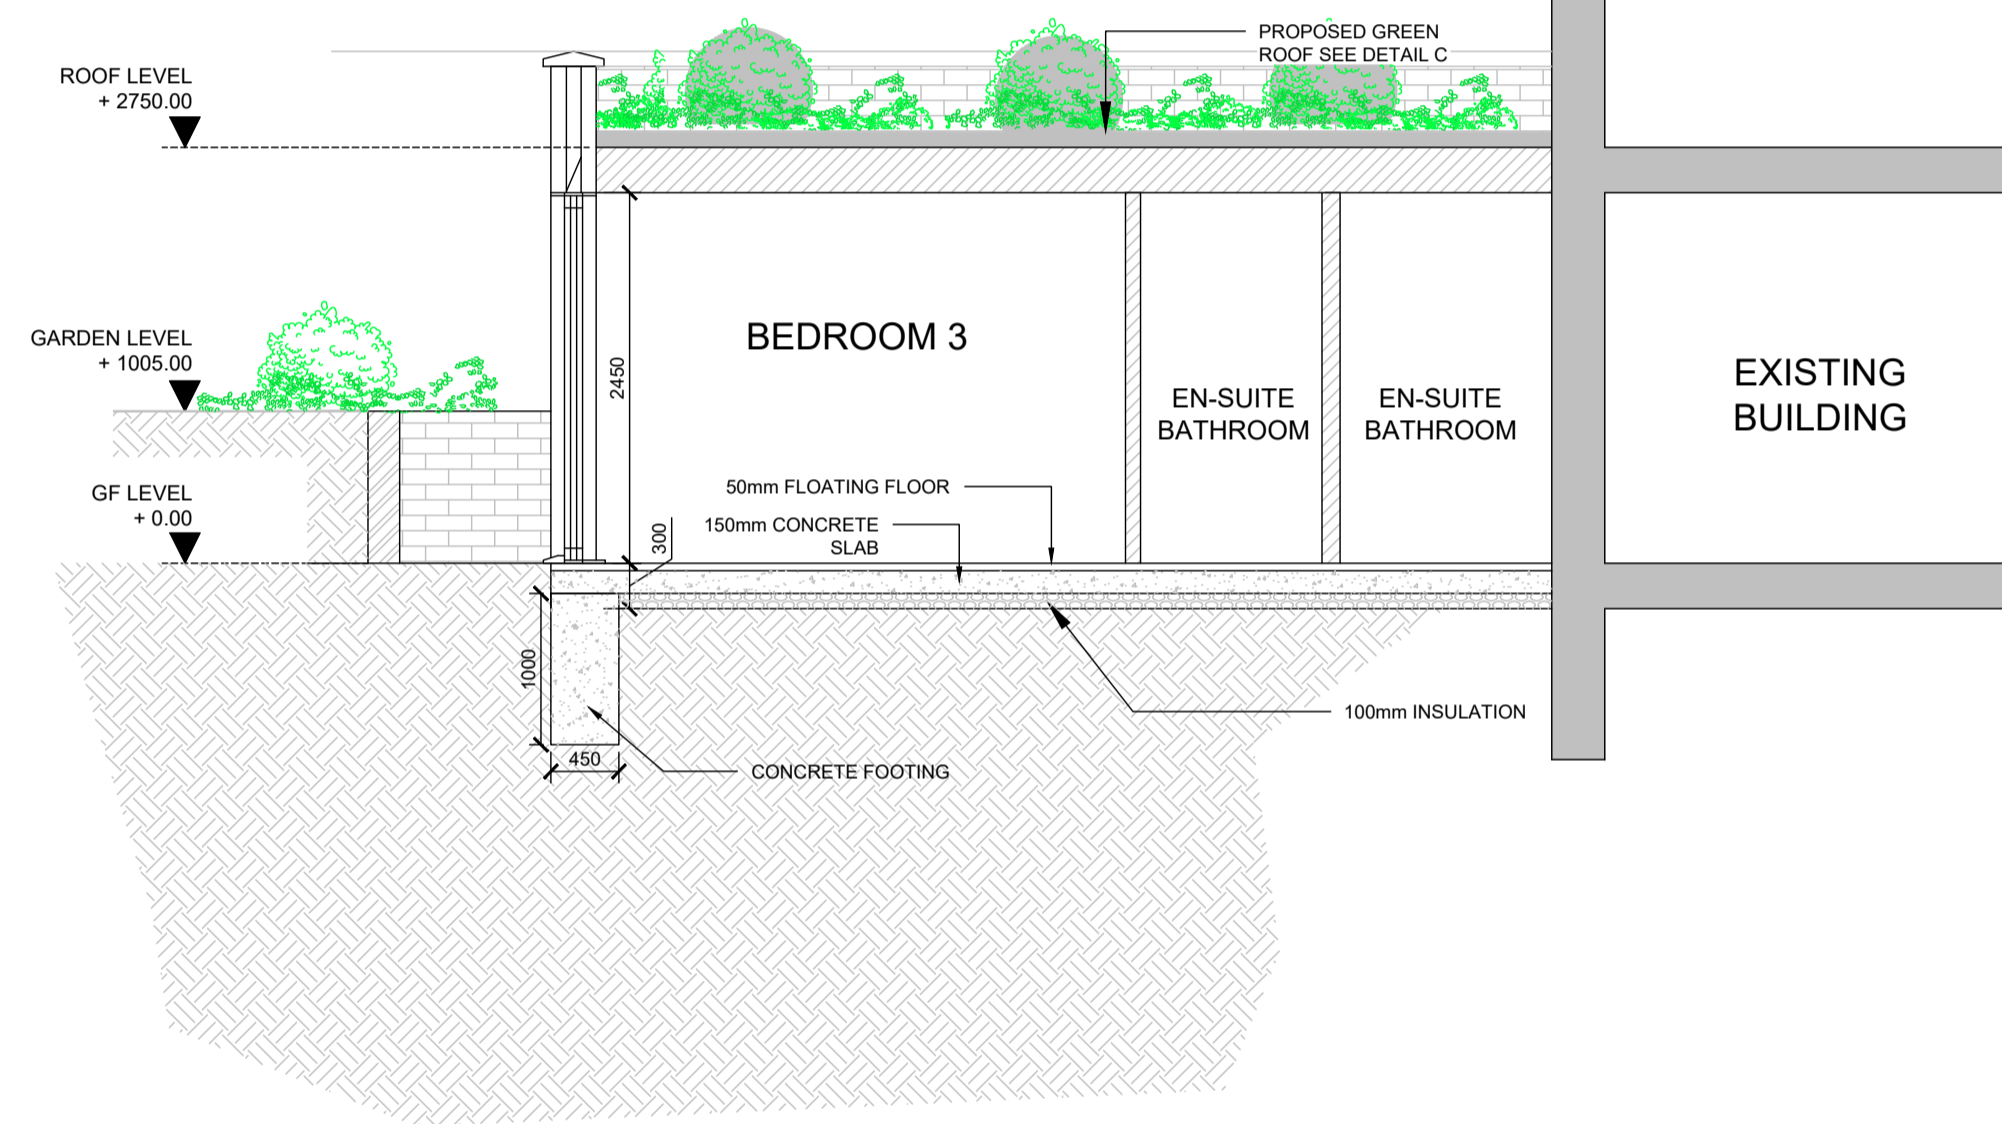 PROPOSED GREEN
ROOF SEE DETAIL C
ROOF LEVEL
+ 2750.00
GARDEN LEVEL
+ 1005.00
GF LEVEL
+ 0.00
BEDROOM 3
2450
EN-SUITE
BATHROOM
EN-SUITE
BATHROOM
EXISTING
BUILDING
50mm FLOATING FLOOR
150mm CONCRETE
SLAB
300
1000
450
CONCRETE FOOTING
100mm INSULATION